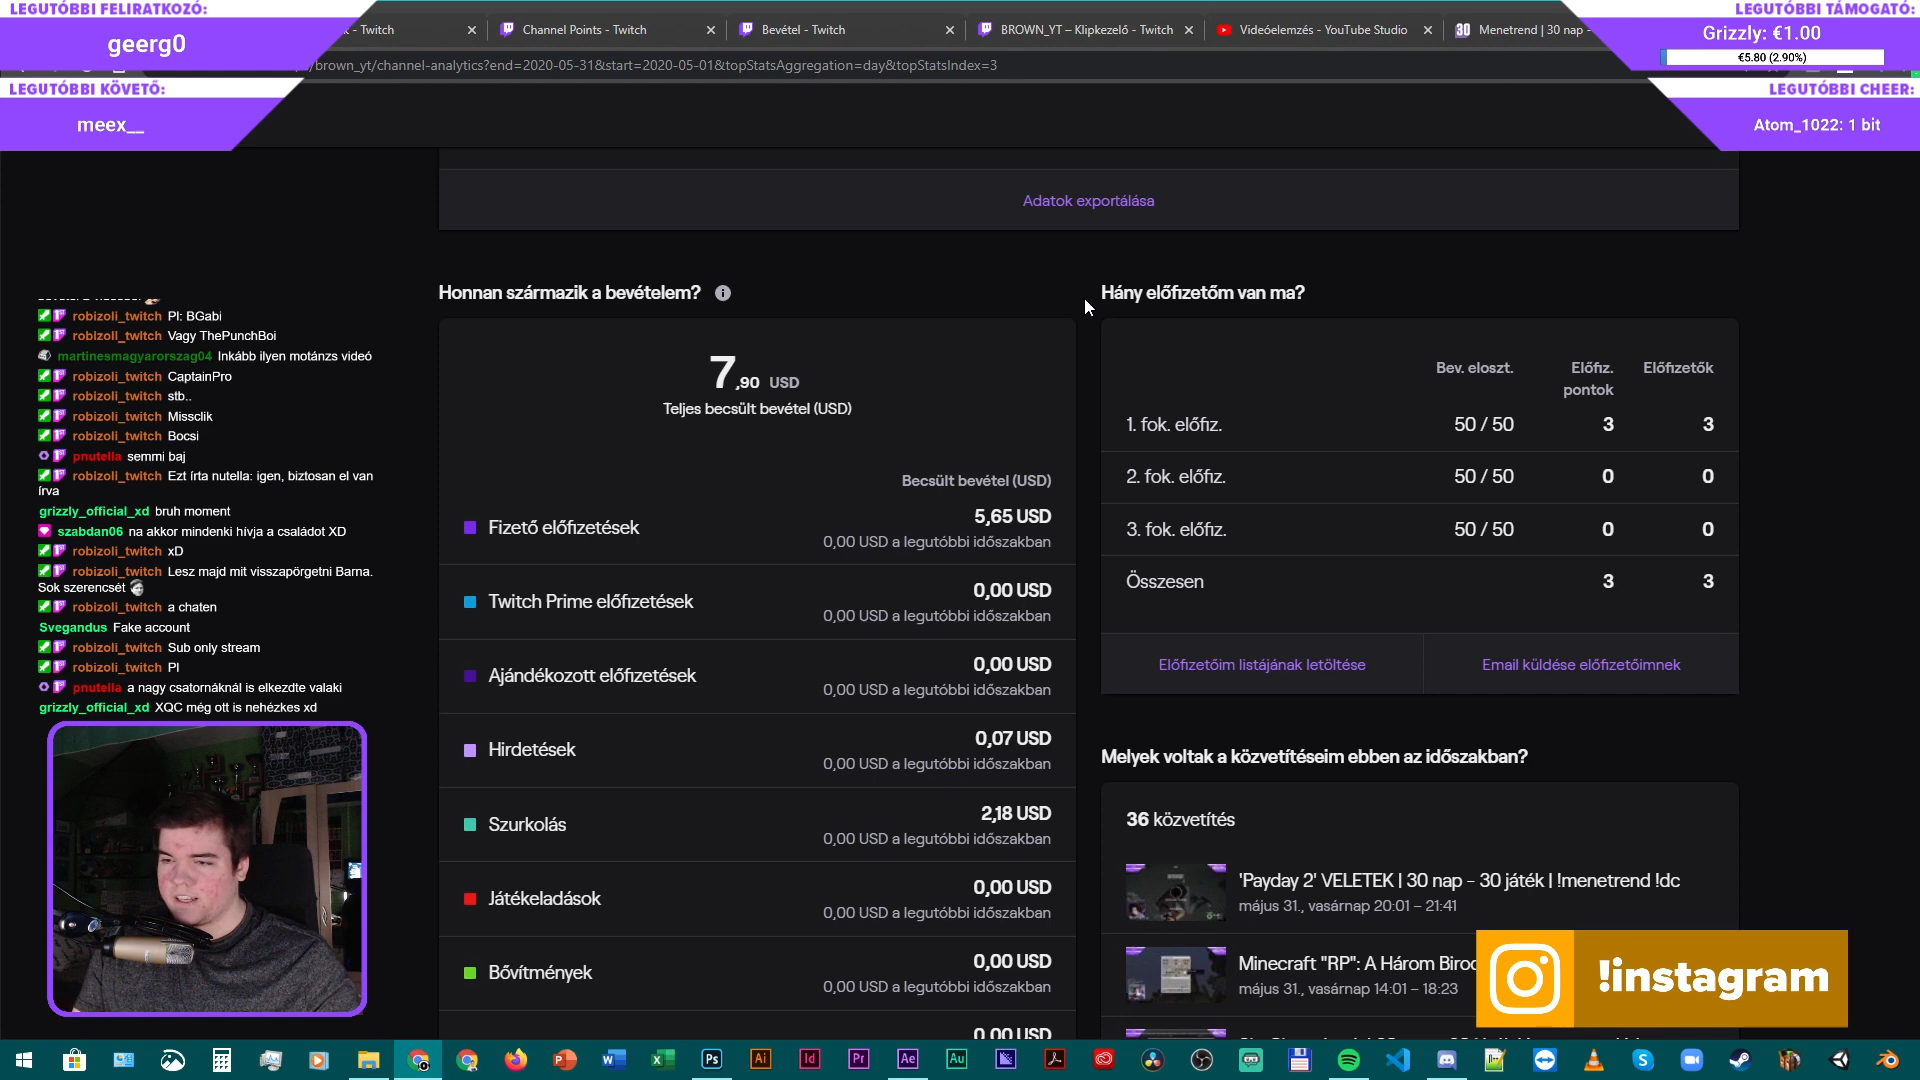 LEGUTÓBBI FELIRATKOZÓ:
geerg0
LEGUTÓBBI KÖVETŐ:
meex__
- Twitch
Channel Points - Twitch
Bevétel - Twitch
BROWN_YT – Klipkezelő - Twitch
Videóelemzés - YouTube Studio
Menetrend | 30 nap -
/brown_yt/channel-analytics?end=2020-05-31&start=2020-05-01&topStatsAggregation=day&topStatsIndex=3
LEGUTÓBBI TÁMOGATÓ:
Grizzly: €1.00
€5.80 (2.90%)
LEGUTÓBBI CHEER:
Atom_1022: 1 bit
Adatok exportálása
robizoli_twitch Pl: BGabi
robizoli_twitch Vagy ThePunchBoi
martinesmagyarorszag04 Inkább ilyen motánzs videó
robizoli_twitch CaptainPro
robizoli_twitch stb..
robizoli_twitch Missclik
robizoli_twitch Bocsi
pnutella semmi baj
robizoli_twitch Ezt írta nutella: igen, biztosan el van
írva
grizzly_official_xd bruh moment
szabdan06 na akkor mindenki hívja a családot XD
robizoli_twitch xD
robizoli_twitch Lesz majd mit visszapörgetni Barna.
Sok szerencsét
robizoli_twitch a chaten
Svegandus Fake account
robizoli_twitch Sub only stream
robizoli_twitch Pl
pnutella a nagy csatornáknál is elkezdte valaki
grizzly_official_xd XQC még ott is nehézkes xd
Honnan származik a bevételem?
7,90 USD
Teljes becsült bevétel (USD)
Becsült bevétel (USD)
Fizető előfizetések 5,65 USD
0,00 USD a legutóbbi időszakban
Twitch Prime előfizetések 0,00 USD
0,00 USD a legutóbbi időszakban
Ajándékozott előfizetések 0,00 USD
0,00 USD a legutóbbi időszakban
Hirdetések 0,07 USD
0,00 USD a legutóbbi időszakban
Szurkolás 2,18 USD
0,00 USD a legutóbbi időszakban
Játékeladások 0,00 USD
0,00 USD a legutóbbi időszakban
Bővítmények 0,00 USD
0,00 USD a legutóbbi időszakban
0,00 USD
Hány előfizetőm van ma?
Bev. eloszt. Előfiz. pontok Előfizetők
1. fok. előfiz. 50 / 50 3 3
2. fok. előfiz. 50 / 50 0 0
3. fok. előfiz. 50 / 50 0 0
Összesen 3 3
Előfizetőim listájának letöltése
Email küldése előfizetőimnek
Melyek voltak a közvetítéseim ebben az időszakban?
36 közvetítés
'Payday 2' VELETEK | 30 nap - 30 játék | !menetrend !dc
május 31., vasárnap 20:01 – 21:41
Minecraft "RP": A Három Biro
május 31., vasárnap 14:01 – 18:23
!instagram